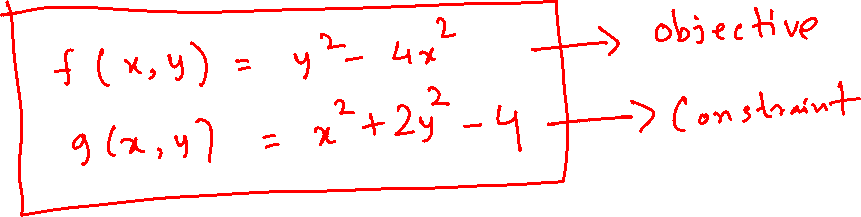 f(x,y) = y² - 4x² → objective
g(x,y) = x² + 2y² - 4 → Constraint